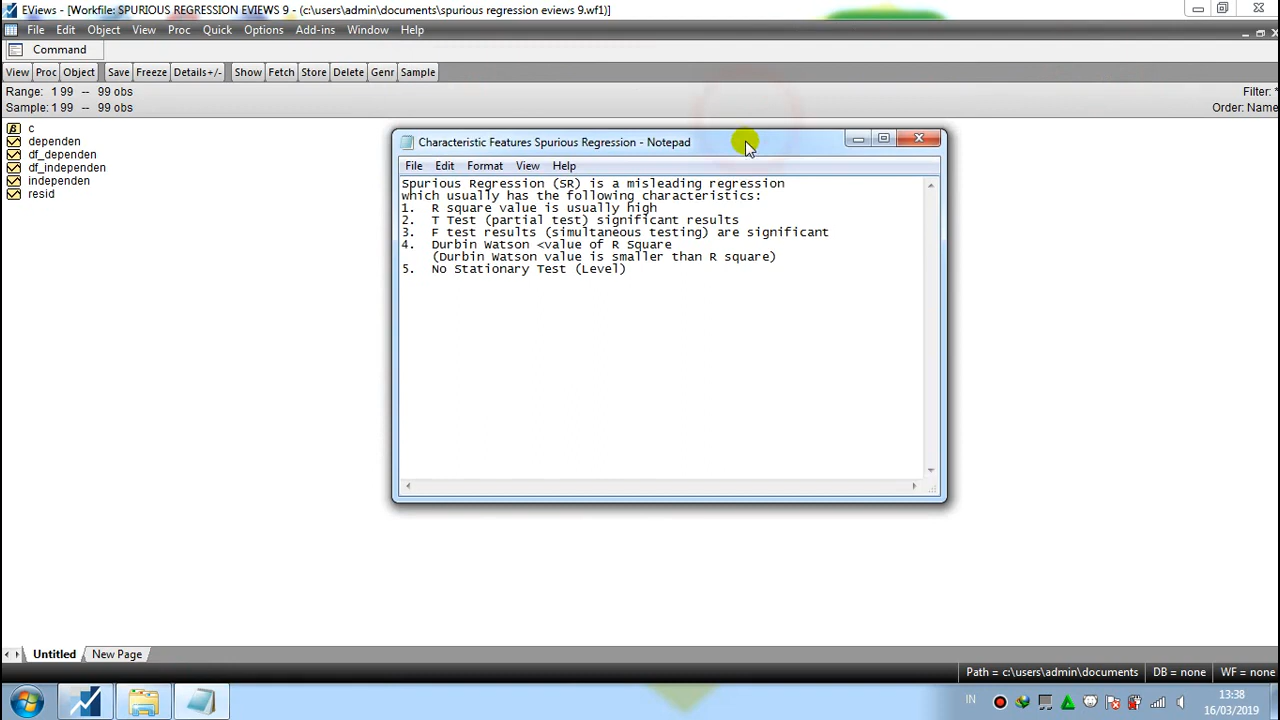 EViews - [Workfile: SPURIOUS REGRESSION EVIEWS 9 - (c:\users\admin\documents\spurious regression eviews 9.wf1)]
File Edit Object View Proc Quick Options Add-ins Window Help
Command
View Proc Object Save Freeze Details+/- Show Fetch Store Delete Genr Sample
Range: 1 99 -- 99 obs Filter: *
Sample: 1 99 -- 99 obs Order: Name
c
dependen
df_dependen
df_independen
independen
resid
Characteristic Features Spurious Regression - Notepad
File Edit Format View Help
Spurious Regression (SR) is a misleading regression
which usually has the following characteristics:
1. R square value is usually high
2. T Test (partial test) significant results
3. F test results (simultaneous testing) are significant
4. Durbin Watson <value of R Square
(Durbin Watson value is smaller than R square)
5. No Stationary Test (Level)
Untitled New Page
Path = c:\users\admin\documents DB = none WF = none
IN
13:38
16/03/2019